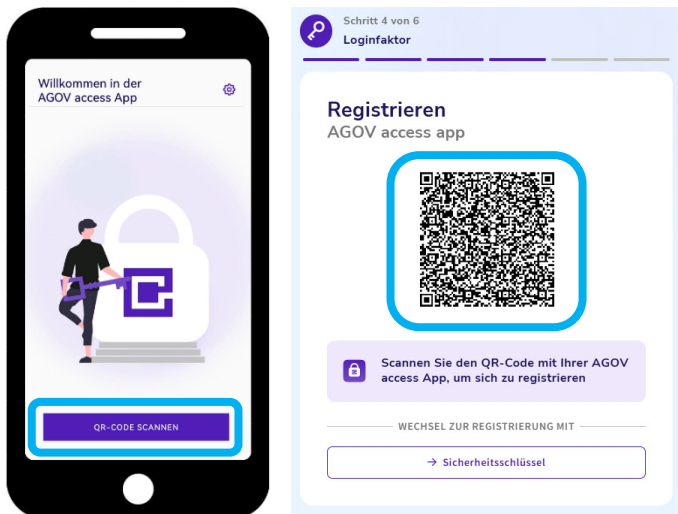 Willkommen in der
AGOV access App
QR-CODE SCANNEN
Schritt 4 von 6
Loginfaktor
Registrieren
AGOV access app
Scannen Sie den QR-Code mit Ihrer AGOV
access App, um sich zu registrieren
WECHSEL ZUR REGISTRIERUNG MIT
→ Sicherheitsschlüssel